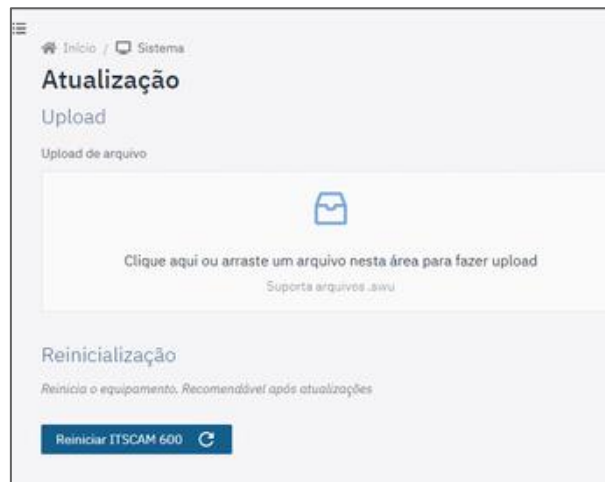 Início / Sistema
Atualização
Upload
Upload de arquivo
Clique aqui ou arraste um arquivo nesta área para fazer upload
Suporta arquivos .swu
Reinicialização
Reinicia o equipamento. Recomendável após atualizações
Reiniciar ITSCAM 600